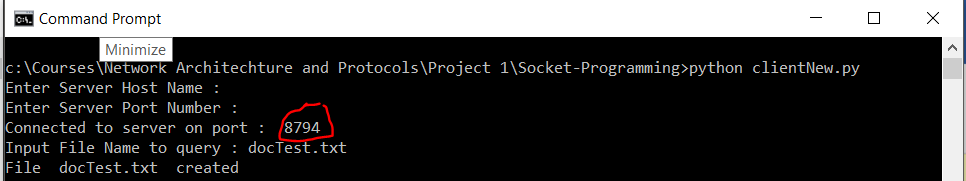 Command Prompt
Minimize
c:\Courses\Network Architechture and Protocols\Project 1\Socket-Programming>python clientNew.py
Enter Server Host Name :
Enter Server Port Number :
Connected to server on port :  8794
Input File Name to query : docTest.txt
File  docTest.txt  created